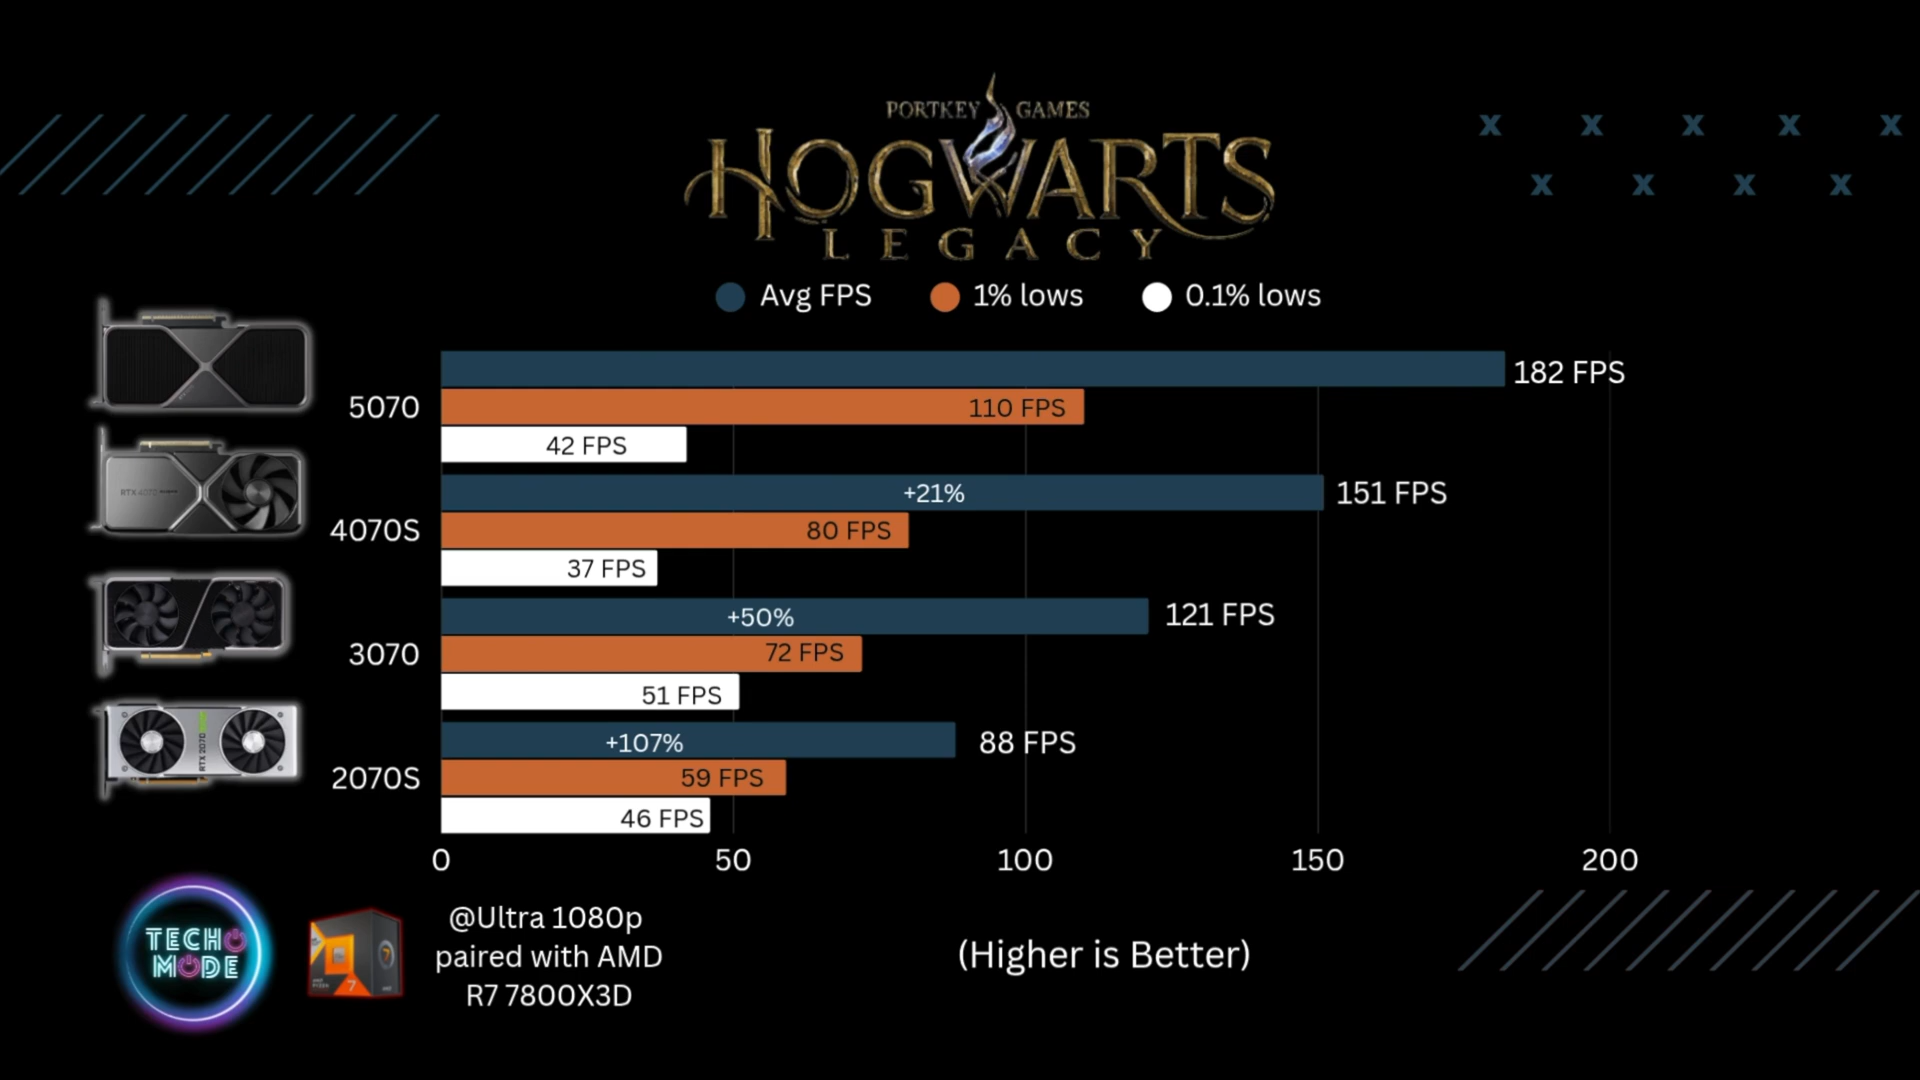 PORTKEY GAMES
HOGWARTS
LEGACY
Avg FPS 1% lows 0.1% lows
182 FPS
5070
110 FPS
42 FPS
+21%
151 FPS
4070S
80 FPS
37 FPS
+50%
121 FPS
3070
72 FPS
51 FPS
+107%
88 FPS
2070S
59 FPS
46 FPS
0 50 100 150 200
RTX 2070
TECH
MODE
7
@Ultra 1080p
paired with AMD
R7 7800X3D
(Higher is Better)
x x x x x
x x x x